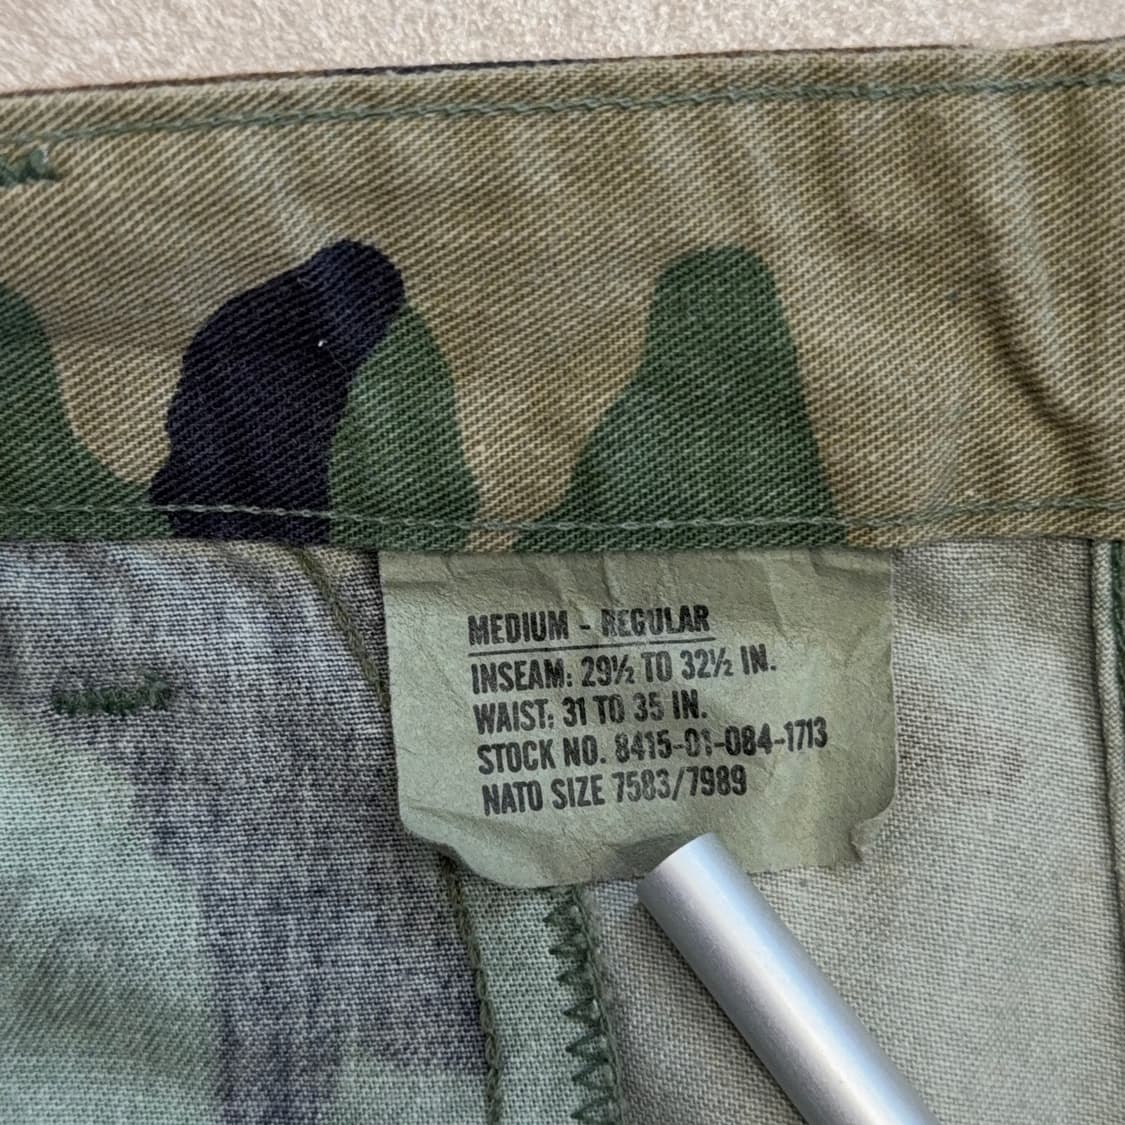 MEDIUM - REGULAR
INSEAM: 29½ TO 32½ IN.
WAIST: 31 TO 35 IN.
STOCK NO. 8415-01-084-1713
NATO SIZE 7583/7989